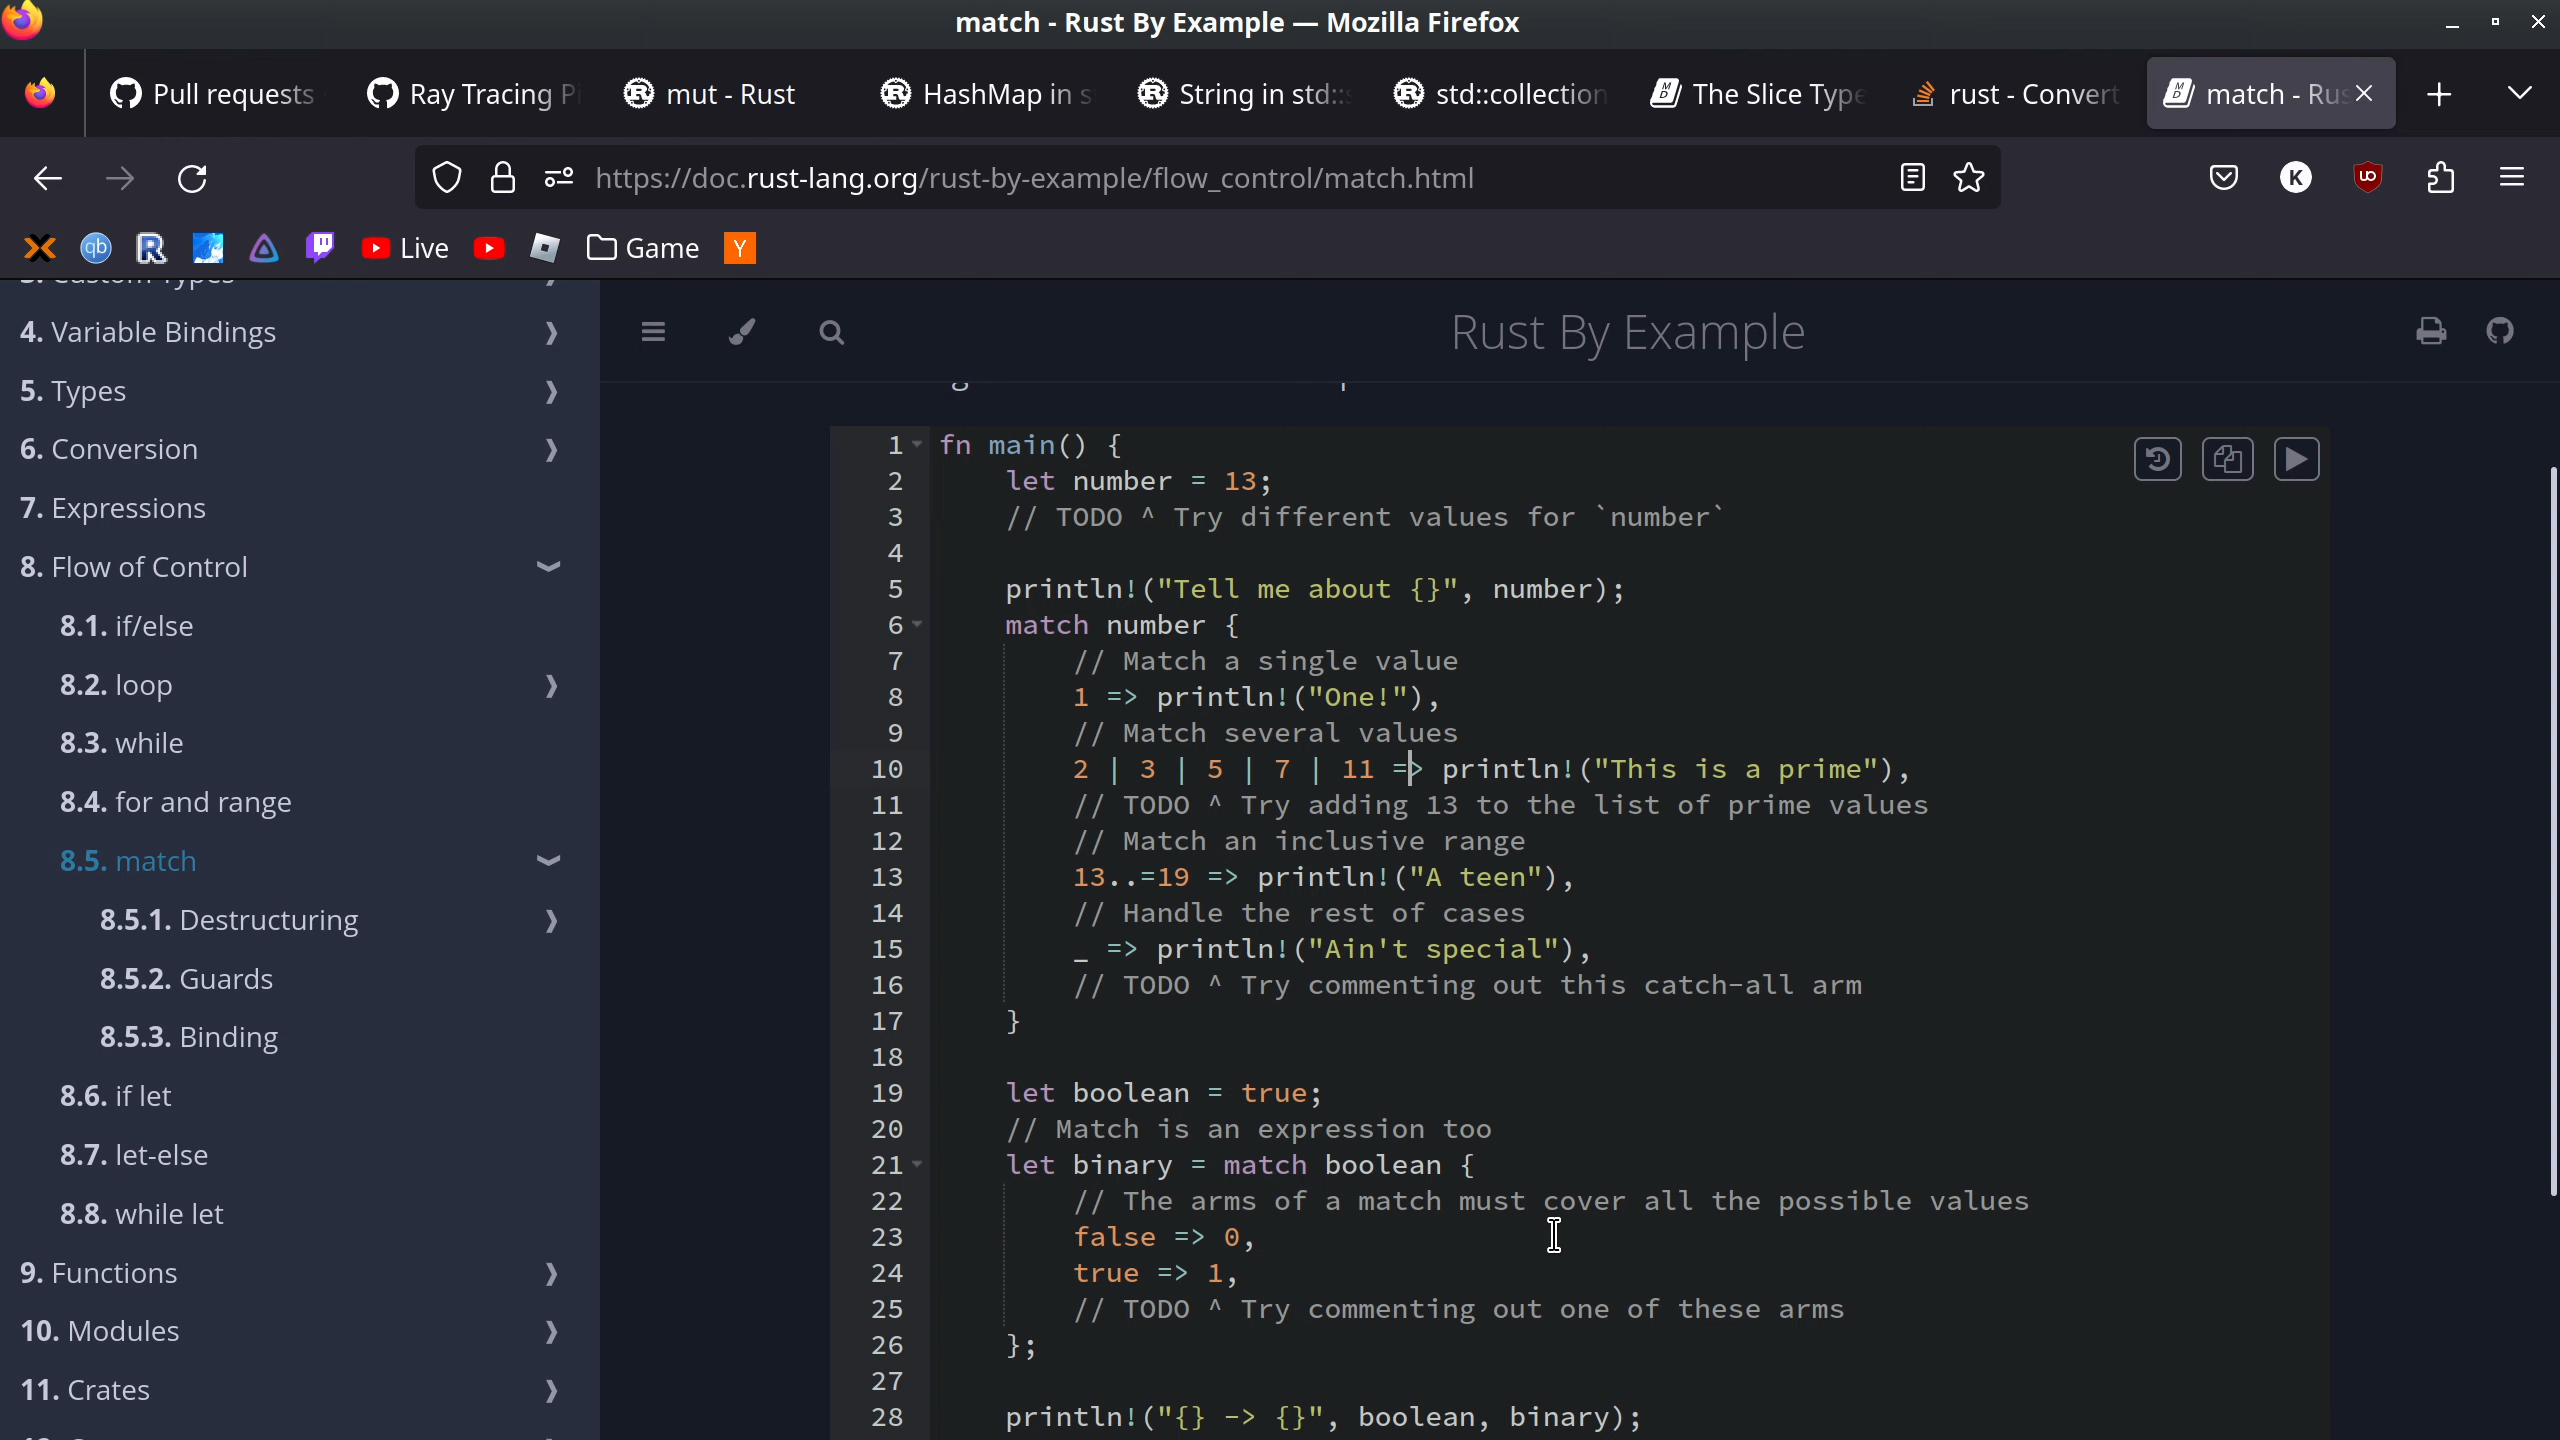 match - Rust By Example — Mozilla Firefox
Pull requests
Ray Tracing Pi
mut - Rust
HashMap in s
String in std::s
std::collection
The Slice Type
rust - Convert
match - Rus
https://doc.rust-lang.org/rust-by-example/flow_control/match.html
K
qb
R
Live
Game
Y
4. Variable Bindings
5. Types
6. Conversion
7. Expressions
8. Flow of Control
8.1. if/else
8.2. loop
8.3. while
8.4. for and range
8.5. match
8.5.1. Destructuring
8.5.2. Guards
8.5.3. Binding
8.6. if let
8.7. let-else
8.8. while let
9. Functions
10. Modules
11. Crates
Rust By Example
1 fn main() {
2     let number = 13;
3     // TODO ^ Try different values for `number`
4
5     println!("Tell me about {}", number);
6     match number {
7         // Match a single value
8         1 => println!("One!"),
9         // Match several values
10         2 | 3 | 5 | 7 | 11 => println!("This is a prime"),
11         // TODO ^ Try adding 13 to the list of prime values
12         // Match an inclusive range
13         13..=19 => println!("A teen"),
14         // Handle the rest of cases
15         _ => println!("Ain't special"),
16         // TODO ^ Try commenting out this catch-all arm
17     }
18
19     let boolean = true;
20     // Match is an expression too
21     let binary = match boolean {
22         // The arms of a match must cover all the possible values
23         false => 0,
24         true => 1,
25         // TODO ^ Try commenting out one of these arms
26     };
27
28     println!("{} -> {}", boolean, binary);